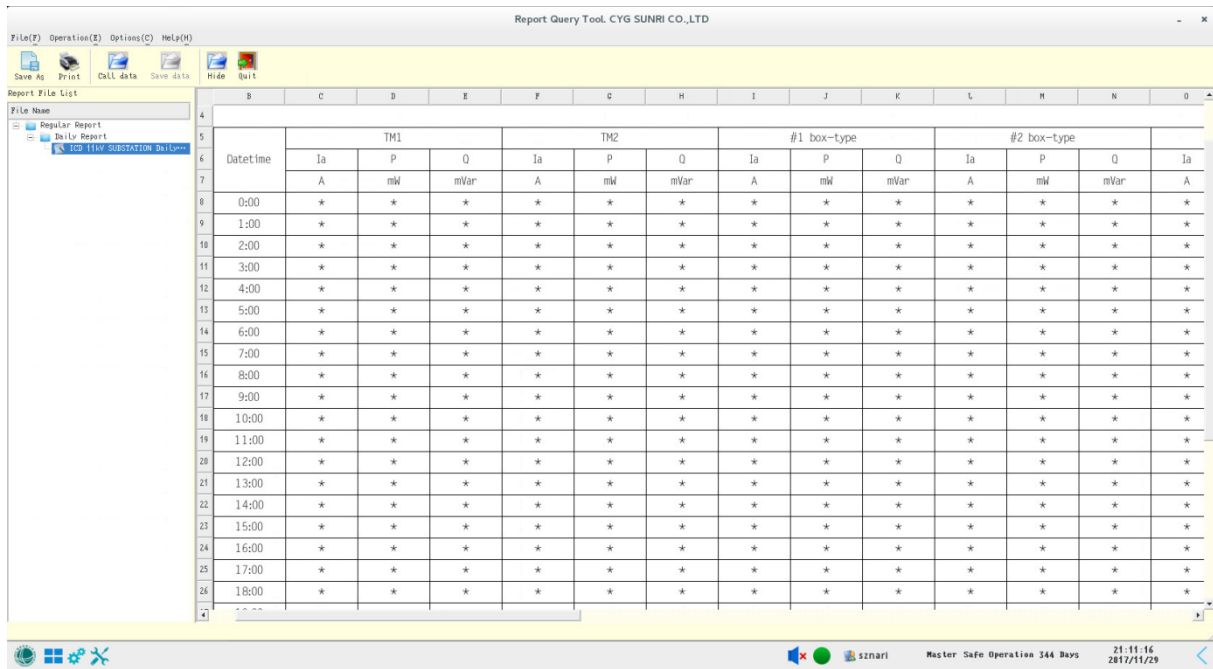 Report Query Tool. CYG SUNRI CO.,LTD
File(F) Operation(E) Options(C) Help(H)
Save As Print Call data Save data Hide Quit
Report File List
File Name
Regular Report
Daily Report
ICD 11kV SUBSTATION Daily⋯
B C D E F G H I J K L M N O
4
5 TM1 TM2 #1 box-type #2 box-type
6 Datetime Ia P Q Ia P Q Ia P Q Ia P Q Ia
7 A mW mVar A mW mVar A mW mVar A mW mVar A
8 0:00 * * * * * * * * * * * * *
9 1:00 * * * * * * * * * * * * *
10 2:00 * * * * * * * * * * * * *
11 3:00 * * * * * * * * * * * * *
12 4:00 * * * * * * * * * * * * *
13 5:00 * * * * * * * * * * * * *
14 6:00 * * * * * * * * * * * * *
15 7:00 * * * * * * * * * * * * *
16 8:00 * * * * * * * * * * * * *
17 9:00 * * * * * * * * * * * * *
18 10:00 * * * * * * * * * * * * *
19 11:00 * * * * * * * * * * * * *
20 12:00 * * * * * * * * * * * * *
21 13:00 * * * * * * * * * * * * *
22 14:00 * * * * * * * * * * * * *
23 15:00 * * * * * * * * * * * * *
24 16:00 * * * * * * * * * * * * *
25 17:00 * * * * * * * * * * * * *
26 18:00 * * * * * * * * * * * * *
sznari Master Safe Operation 344 Days 21:11:16
2017/11/29